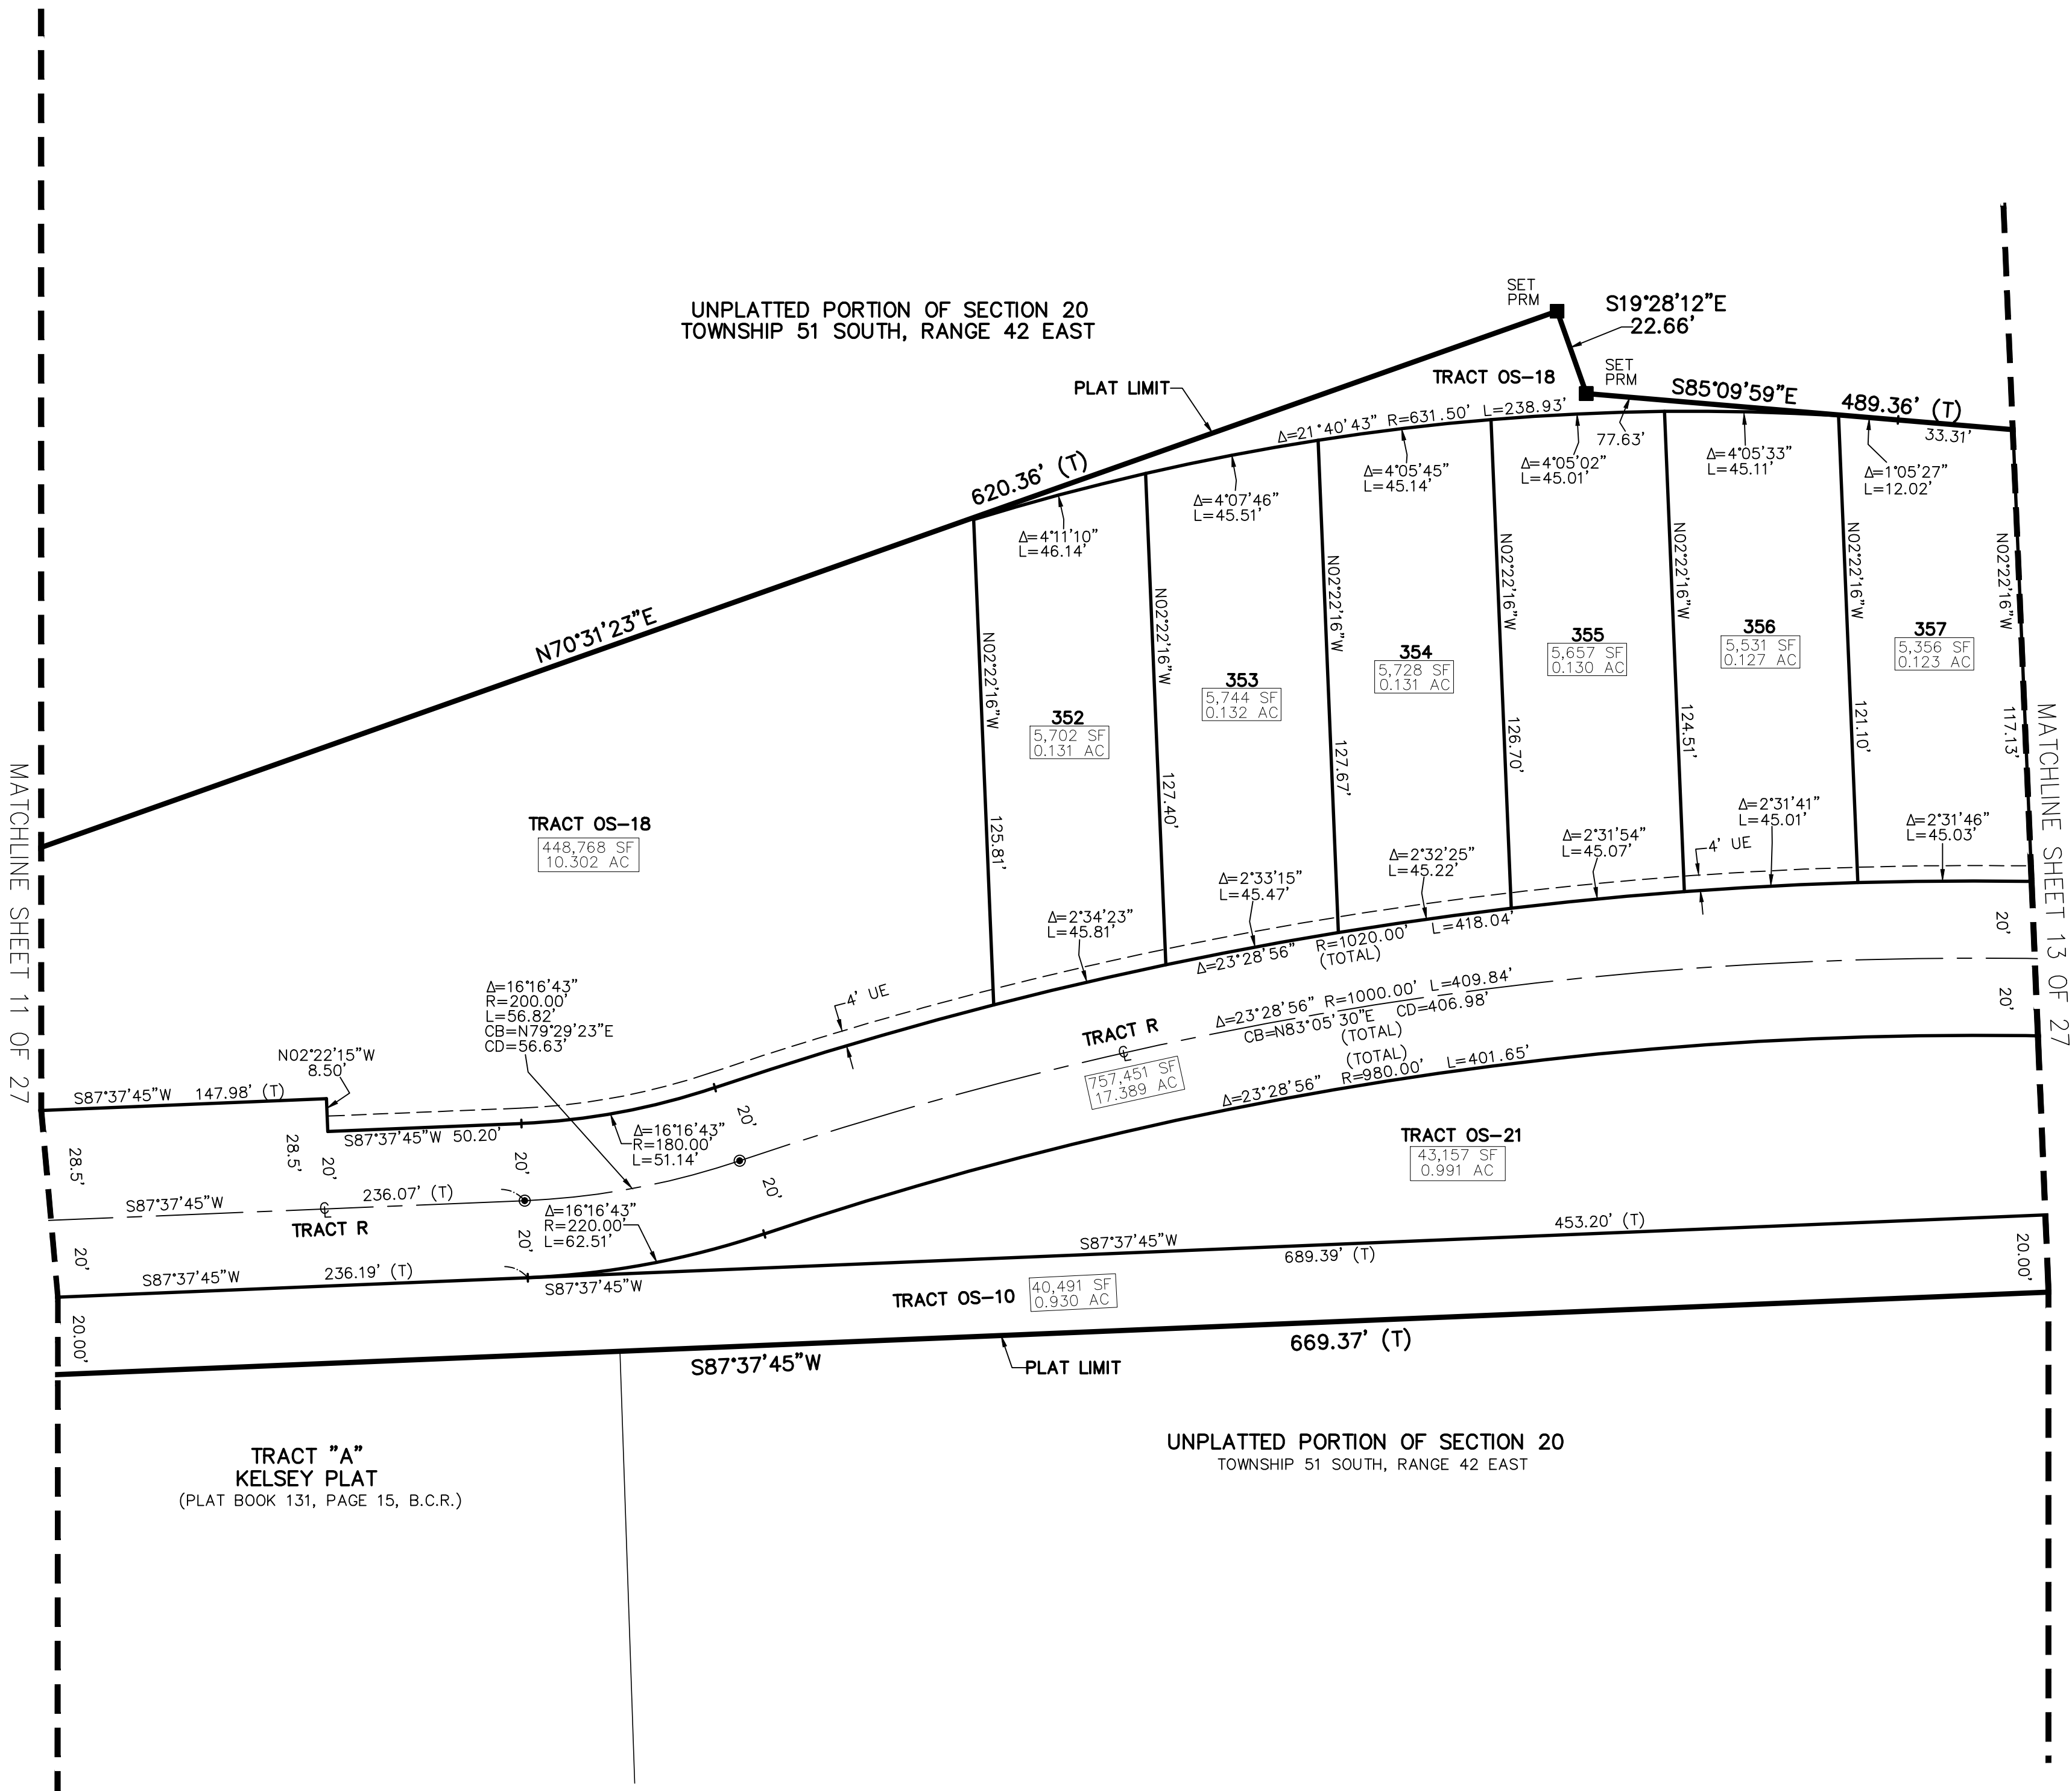 UNPLATTED PORTION OF SECTION 20
TOWNSHIP 51 SOUTH, RANGE 42 EAST
SET
PRM
S19°28'12"E
22.66'
SET
PRM
TRACT OS-18
PLAT LIMIT
S85°09'59"E
489.36' (T)
33.31'
77.63'
Δ=21°40'43" R=631.50' L=238.93'
620.36' (T)
N70°31'23"E
Δ=4°11'10"
L=46.14'
Δ=4°07'46"
L=45.51'
Δ=4°05'45"
L=45.14'
Δ=4°05'02"
L=45.01'
Δ=4°05'33"
L=45.11'
Δ=1°05'27"
L=12.02'
N02°22'16"W
125.81'
N02°22'16"W
127.40'
N02°22'16"W
127.67'
N02°22'16"W
126.70'
N02°22'16"W
124.51'
N02°22'16"W
121.10'
N02°22'16"W
117.13'
352
5,702 SF
0.131 AC
353
5,744 SF
0.132 AC
354
5,728 SF
0.131 AC
355
5,657 SF
0.130 AC
356
5,531 SF
0.127 AC
357
5,356 SF
0.123 AC
MATCHLINE SHEET 11 OF 27
MATCHLINE SHEET 13 OF 27
TRACT OS-18
448,768 SF
10.302 AC
Δ=2°34'23"
L=45.81'
Δ=2°33'15"
L=45.47'
Δ=2°32'25"
L=45.22'
Δ=2°31'54"
L=45.07'
4' UE
Δ=2°31'41"
L=45.01'
Δ=2°31'46"
L=45.03'
Δ=23°28'56" R=1020.00' L=418.04'
(TOTAL)
20'
20'
4' UE
Δ=16°16'43"
R=200.00'
L=56.82'
CB=N79°29'23"E
CD=56.63'
TRACT R
℄
757,451 SF
17.389 AC
Δ=23°28'56" R=1000.00' L=409.84'
CB=N83°05'30"E CD=406.98'
(TOTAL)
(TOTAL)
Δ=23°28'56" R=980.00' L=401.65'
N02°22'15"W
8.50'
S87°37'45"W 147.98' (T)
S87°37'45"W 50.20'
Δ=16°16'43"
R=180.00'
L=51.14'
28.5'
28.5'
20'
20'
20'
20'
S87°37'45"W
236.07' (T)
℄
TRACT R
Δ=16°16'43"
R=220.00'
L=62.51'
20'
20'
TRACT OS-21
43,157 SF
0.991 AC
S87°37'45"W
236.19' (T)
S87°37'45"W
S87°37'45"W
453.20' (T)
689.39' (T)
20.00'
20.00'
TRACT OS-10
40,491 SF
0.930 AC
S87°37'45"W
669.37' (T)
PLAT LIMIT
TRACT "A"
KELSEY PLAT
(PLAT BOOK 131, PAGE 15, B.C.R.)
UNPLATTED PORTION OF SECTION 20
TOWNSHIP 51 SOUTH, RANGE 42 EAST